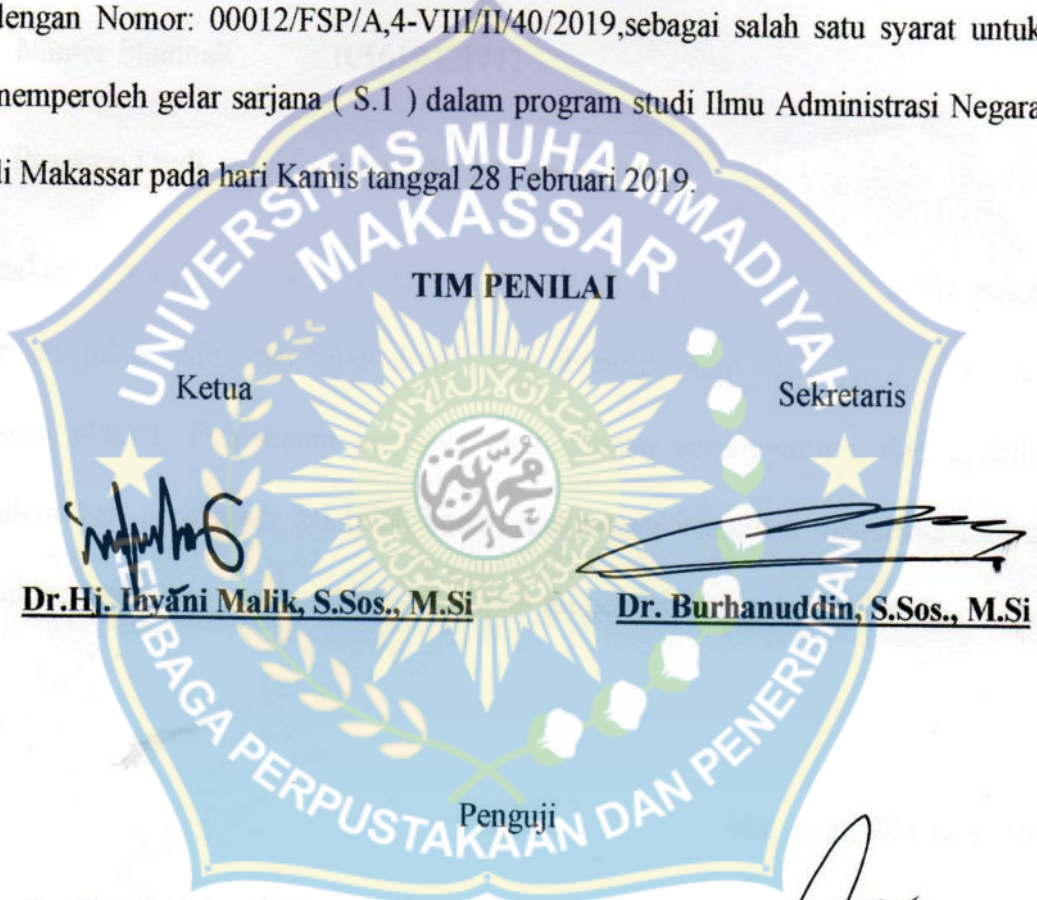 dengan Nomor: 00012/FSP/A,4-VIII/II/40/2019,sebagai salah satu syarat untuk
memperoleh gelar sarjana ( S.1 ) dalam program studi Ilmu Administrasi Negara
di Makassar pada hari Kamis tanggal 28 Februari 2019.
UNIVERSITAS MUHAMMADIYAH
MAKASSAR
TIM PENILAI
Ketua
Sekretaris
Dr.Hj. Ihyani Malik, S.Sos., M.Si
Dr. Burhanuddin, S.Sos., M.Si
LEMBAGA PERPUSTAKAAN DAN PENERBITAN
Penguji